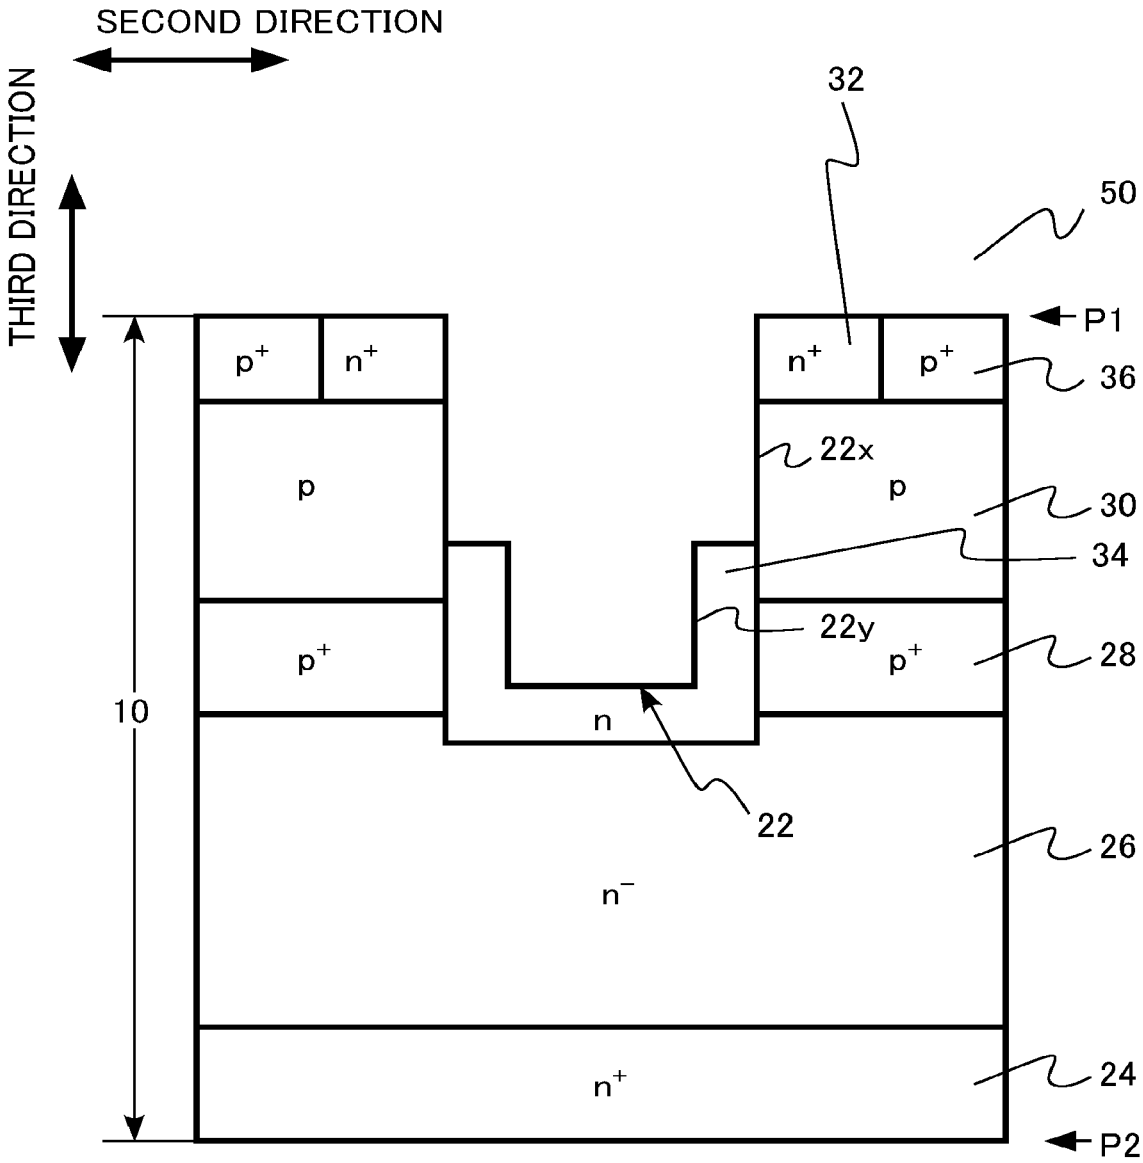 SECOND DIRECTION
THIRD DIRECTION
32
50
P1
p⁺ n⁺ n⁺ p⁺
36
22x
p p
30
34
22y
p⁺ p⁺
28
10
n
22
26
n⁻
24
n⁺
P2